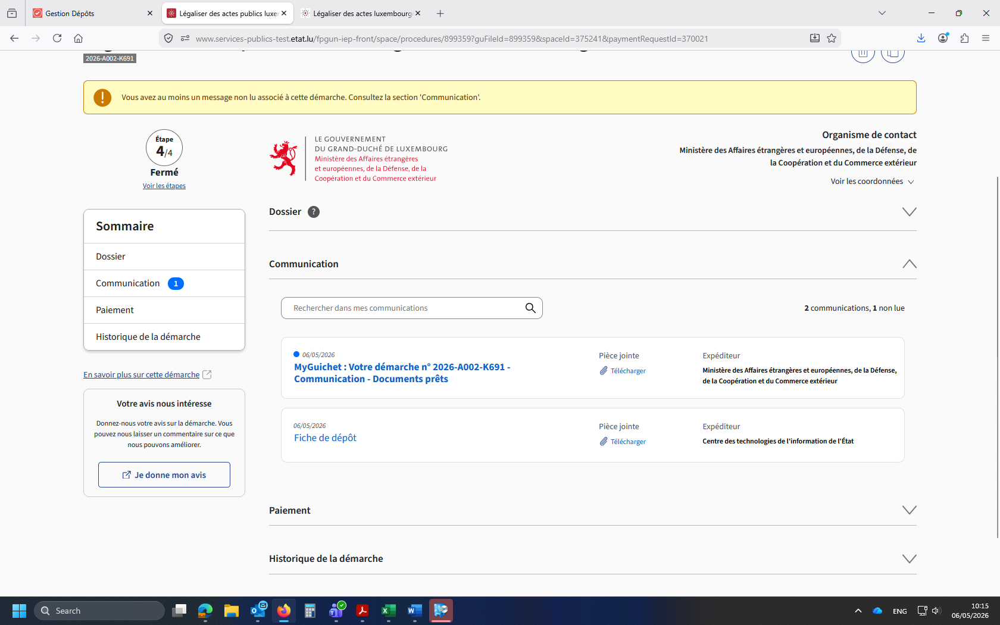 Gestion Dépôts
Légaliser des actes publics luxer
Légaliser des actes luxembourg
www.services-publics-test.etat.lu/fpgun-iep-front/space/procedures/899359?guFileId=899359&spaceId=375241&paymentRequestId=370021
2026-A002-K691
Vous avez au moins un message non lu associé à cette démarche. Consultez la section 'Communication'.
Étape
4/4
Fermé
Voir les étapes
LE GOUVERNEMENT
DU GRAND-DUCHÉ DE LUXEMBOURG
Ministère des Affaires étrangères
et européennes, de la Défense, de la
Coopération et du Commerce extérieur
Organisme de contact
Ministère des Affaires étrangères et européennes, de la Défense, de
la Coopération et du Commerce extérieur
Voir les coordonnées
Sommaire
Dossier
Communication 1
Paiement
Historique de la démarche
En savoir plus sur cette démarche
Votre avis nous intéresse
Donnez-nous votre avis sur la démarche. Vous
pouvez nous laisser un commentaire sur ce que
nous pouvons améliorer.
Je donne mon avis
Dossier ?
Communication
Rechercher dans mes communications
2 communications, 1 non lue
06/05/2026
MyGuichet : Votre démarche n° 2026-A002-K691 -
Communication - Documents prêts
Pièce jointe
Télécharger
Expéditeur
Ministère des Affaires étrangères et européennes, de la Défense,
de la Coopération et du Commerce extérieur
06/05/2026
Fiche de dépôt
Pièce jointe
Télécharger
Expéditeur
Centre des technologies de l'information de l'État
Paiement
Historique de la démarche
Search
ENG
10:15
06/05/2026